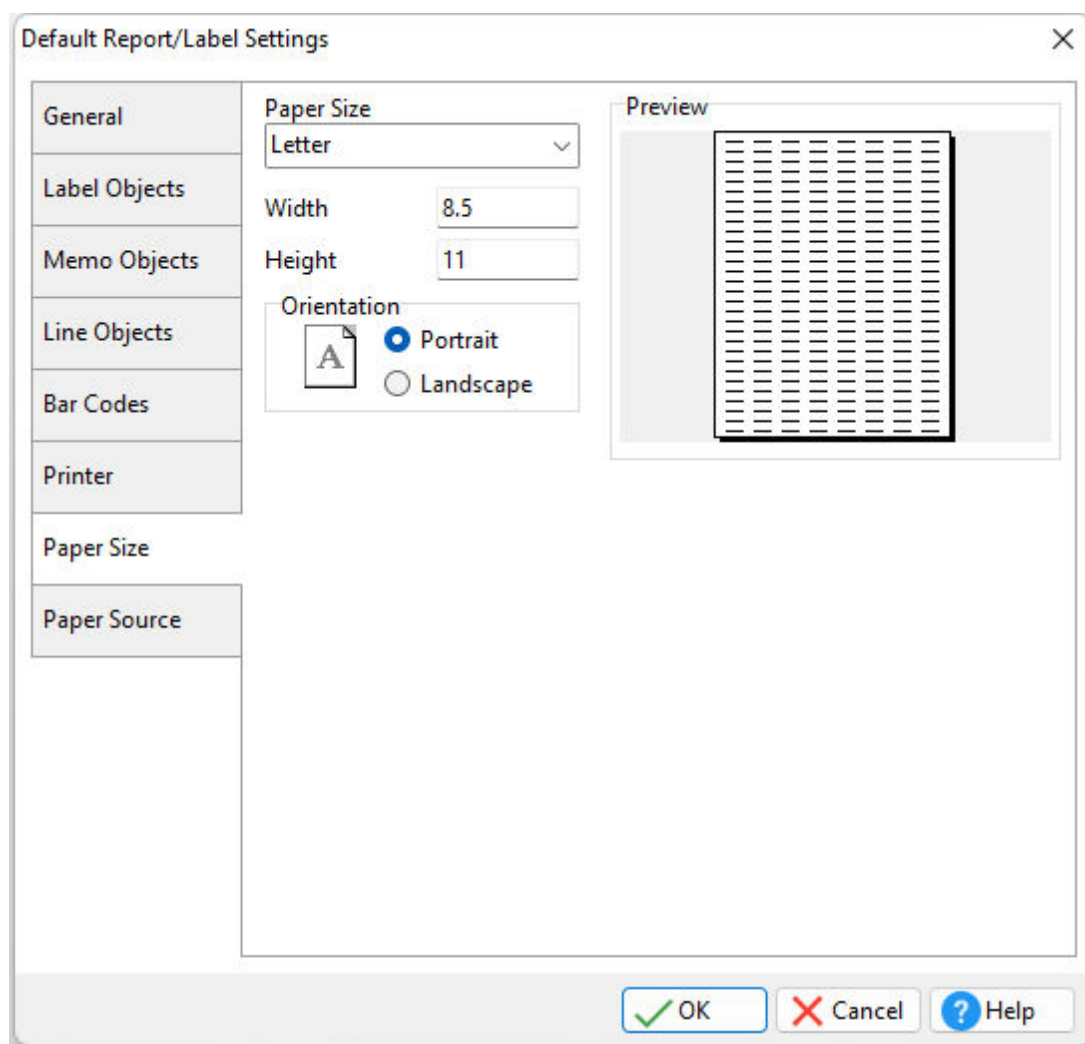 Default Report/Label Settings
General
Label Objects
Memo Objects
Line Objects
Bar Codes
Printer
Paper Size
Paper Source
Paper Size
Letter
Width 8.5
Height 11
Orientation
A
Portrait
Landscape
Preview
OK Cancel ? Help